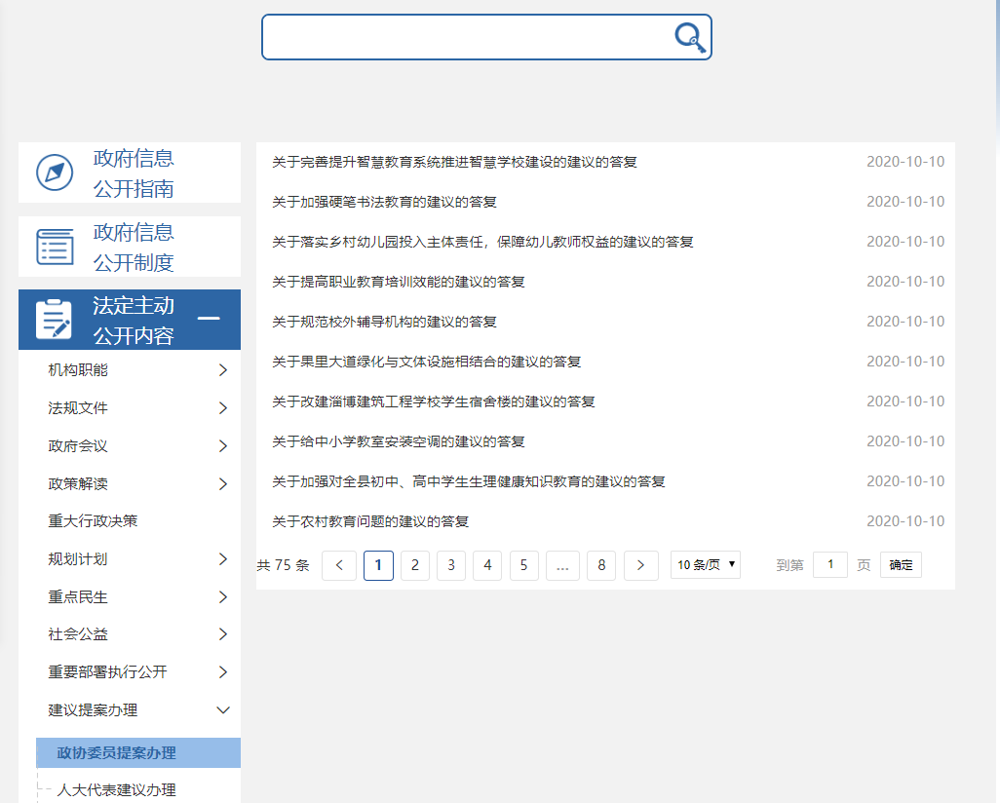 政府信息
公开指南
政府信息
公开制度
法定主动
公开内容
机构职能
法规文件
政府会议
政策解读
重大行政决策
规划计划
重点民生
社会公益
重要部署执行公开
建议提案办理
政协委员提案办理
人大代表建议办理
关于完善提升智慧教育系统推进智慧学校建设的建议的答复 2020-10-10
关于加强硬笔书法教育的建议的答复 2020-10-10
关于落实乡村幼儿园投入主体责任，保障幼儿教师权益的建议的答复 2020-10-10
关于提高职业教育培训效能的建议的答复 2020-10-10
关于规范校外辅导机构的建议的答复 2020-10-10
关于果里大道绿化与文体设施相结合的建议的答复 2020-10-10
关于改建淄博建筑工程学校学生宿舍楼的建议的答复 2020-10-10
关于给中小学教室安装空调的建议的答复 2020-10-10
关于加强对全县初中、高中学生生理健康知识教育的建议的答复 2020-10-10
关于农村教育问题的建议的答复 2020-10-10
共 75 条 < 1 2 3 4 5 … 8 > 10 条/页 ▼ 到第 1 页 确定